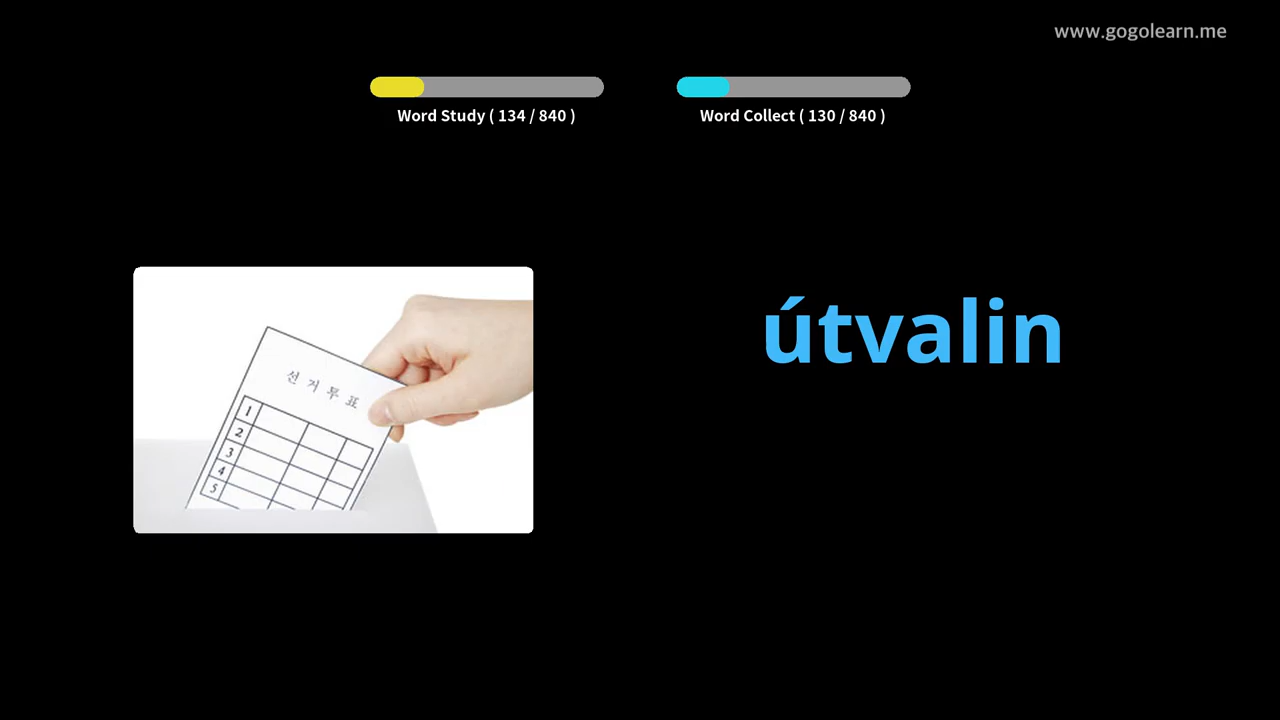 www.gogolearn.me
Word Study ( 134 / 840 )
Word Collect ( 130 / 840 )
útvalin
선 거 투 표
1
2
3
4
5